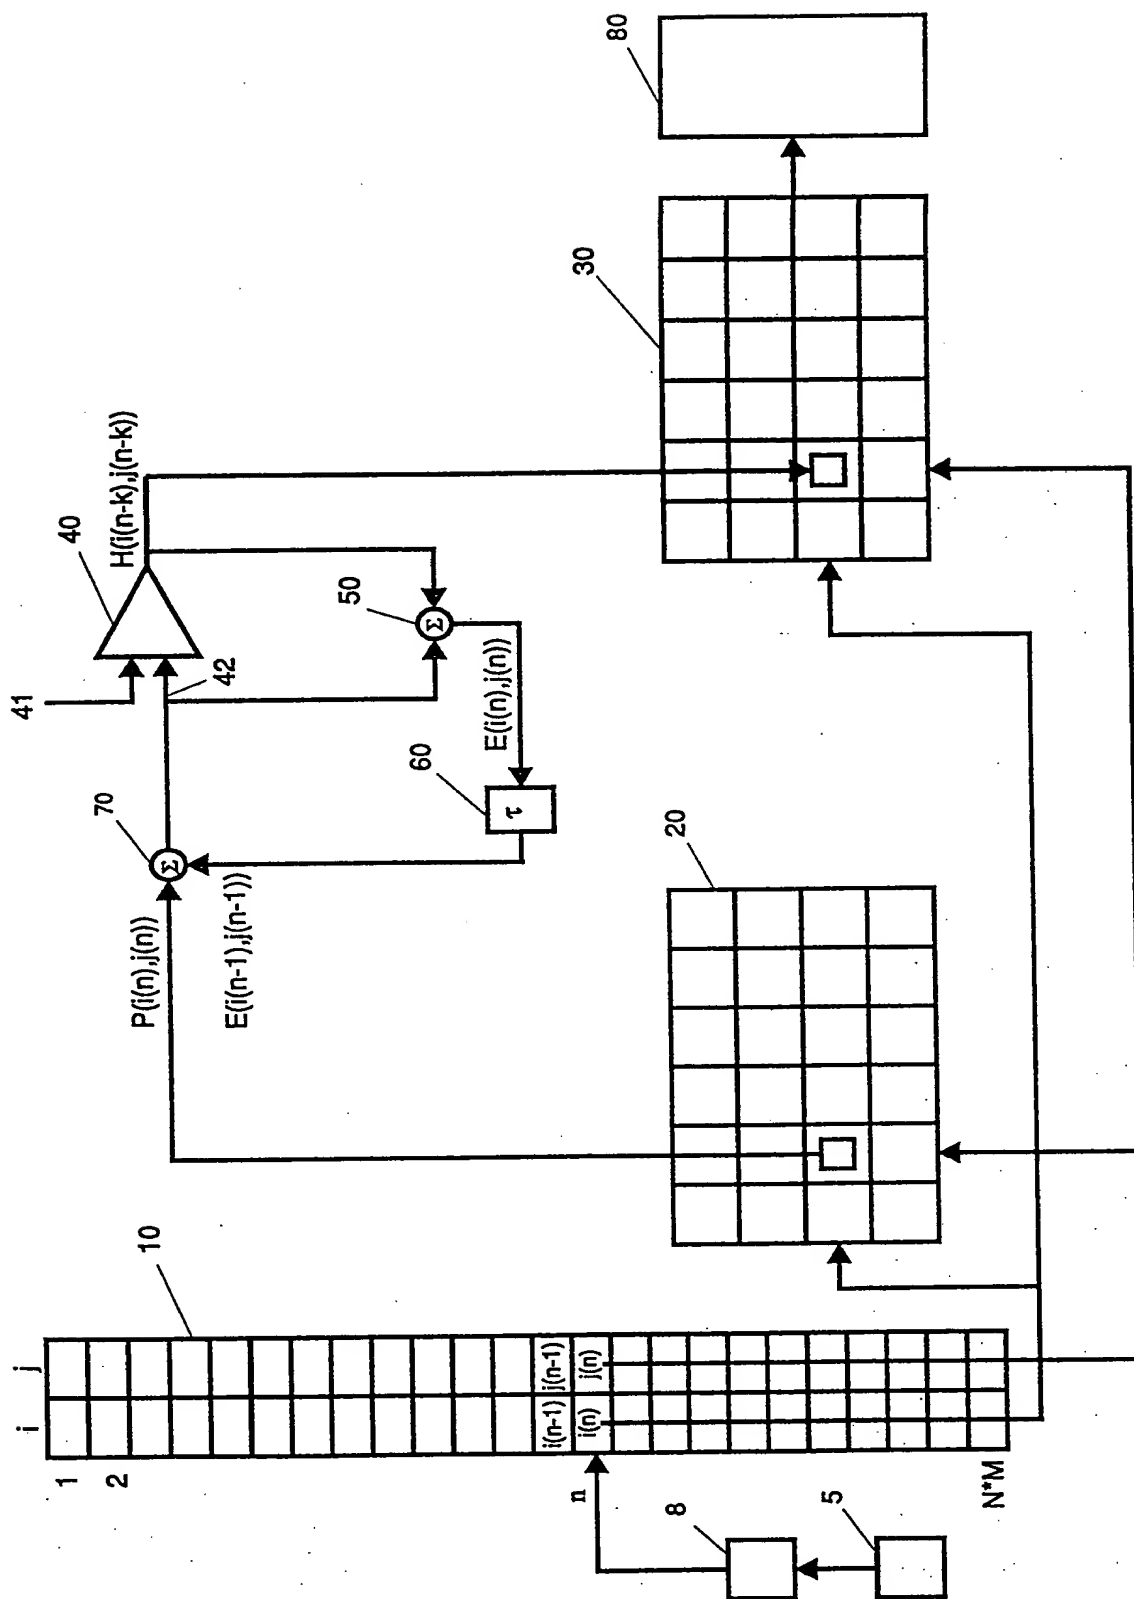 i
j
1
2
10
i(n-1)
j(n-1)
i(n)
j(n)
n
N*M
8
5
P(i(n),j(n))
E(i(n-1),j(n-1))
70
Σ
60
τ
E(i(n),j(n))
50
Σ
41
42
40
H(i(n-k),j(n-k))
20
30
80